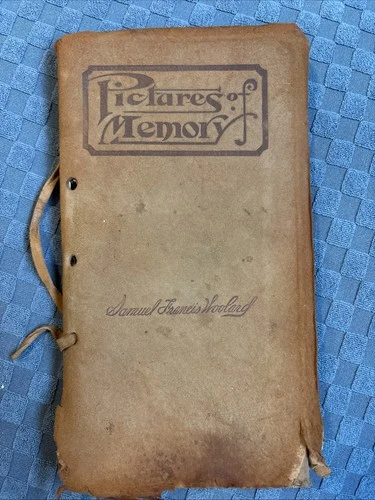 Pictures of
Memory
Samuel Francis Woolard